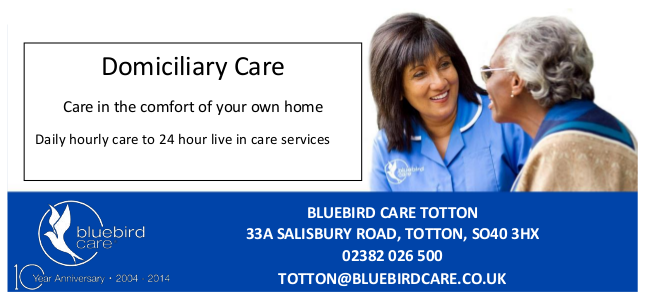 Domiciliary Care
Care in the comfort of your own home
Daily hourly care to 24 hour live in care services
bluebird
care
bluebird
care
10 Year Anniversary • 2004 - 2014
BLUEBIRD CARE TOTTON
33A SALISBURY ROAD, TOTTON, SO40 3HX
02382 026 500
TOTTON@BLUEBIRDCARE.CO.UK